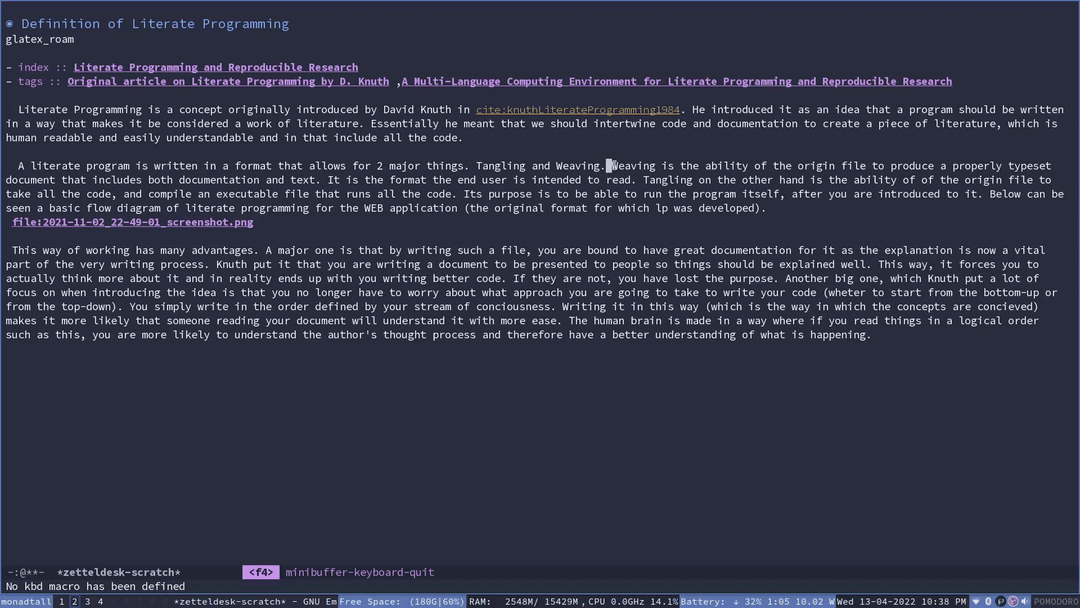 ◉ Definition of Literate Programming
glatex_roam
- index :: Literate Programming and Reproducible Research
- tags :: Original article on Literate Programming by D. Knuth ,A Multi-Language Computing Environment for Literate Programming and Reproducible Research
Literate Programming is a concept originally introduced by David Knuth in cite:knuthLiterateProgramming1984. He introduced it as an idea that a program should be written
in a way that makes it be considered a work of literature. Essentially he meant that we should intertwine code and documentation to create a piece of literature, which is
human readable and easily understandable and in that include all the code.
A literate program is written in a format that allows for 2 major things. Tangling and Weaving. Weaving is the ability of the origin file to produce a properly typeset
document that includes both documentation and text. It is the format the end user is intended to read. Tangling on the other hand is the ability of of the origin file to
take all the code, and compile an executable file that runs all the code. Its purpose is to be able to run the program itself, after you are introduced to it. Below can be
seen a basic flow diagram of literate programming for the WEB application (the original format for which lp was developed).
file:2021-11-02_22-49-01_screenshot.png
This way of working has many advantages. A major one is that by writing such a file, you are bound to have great documentation for it as the explanation is now a vital
part of the very writing process. Knuth put it that you are writing a document to be presented to people so things should be explained well. This way, it forces you to
actually think more about it and in reality ends up with you writing better code. If they are not, you have lost the purpose. Another big one, which Knuth put a lot of
focus on when introducing the idea is that you no longer have to worry about what approach you are going to take to write your code (wheter to start from the bottom-up or
from the top-down). You simply write in the order defined by your stream of conciousness. Writing it in this way (which is the way in which the concepts are concieved)
makes it more likely that someone reading your document will understand it with more ease. The human brain is made in a way where if you read things in a logical order
such as this, you are more likely to understand the author's thought process and therefore have a better understanding of what is happening.
-:@**- *zetteldesk-scratch* <f4> minibuffer-keyboard-quit
No kbd macro has been defined
monadtall 1 2 3 4 *zetteldesk-scratch* - GNU Em Free Space: (180G|60%) RAM: 2548M/ 15429M, CPU 0.0GHz 14.1% Battery: ↓ 32% 1:05 10.02 W Wed 13-04-2022 10:38 PM POMODORO